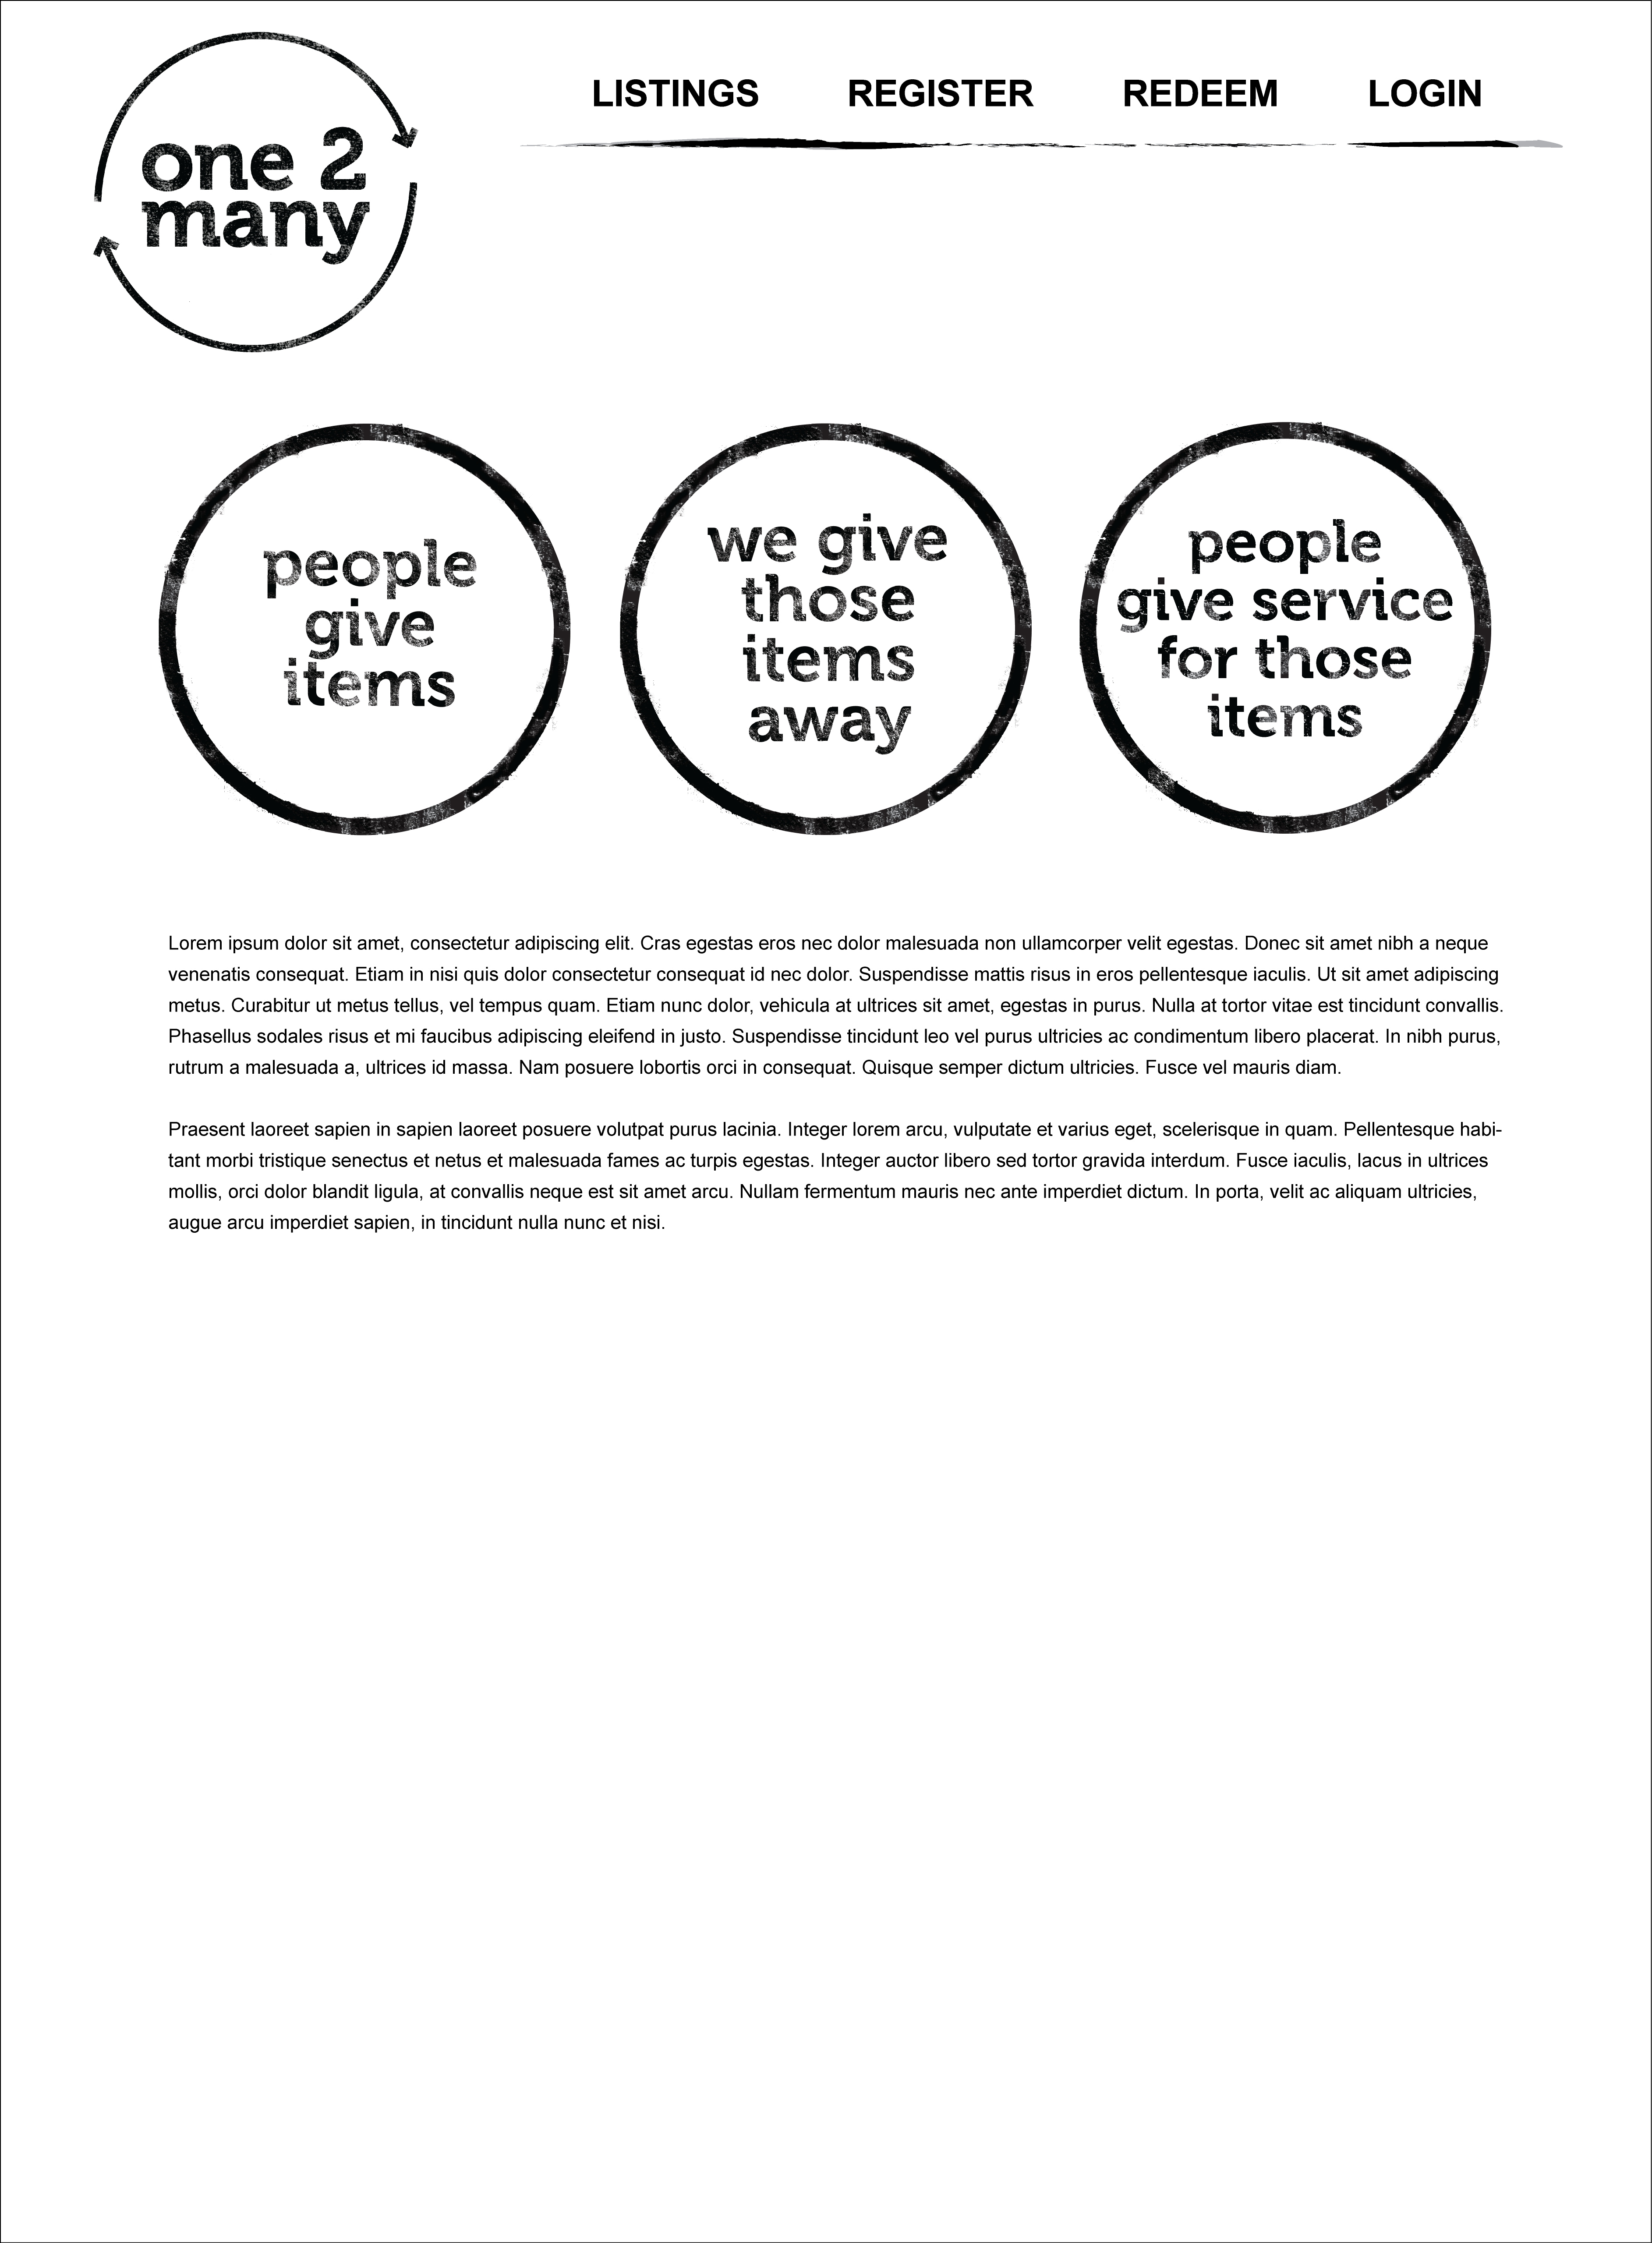 one 2
many
LISTINGS REGISTER REDEEM LOGIN
people
give
items
we give
those
items
away
people
give service
for those
items
Lorem ipsum dolor sit amet, consectetur adipiscing elit. Cras egestas eros nec dolor malesuada non ullamcorper velit egestas. Donec sit amet nibh a neque
venenatis consequat. Etiam in nisi quis dolor consectetur consequat id nec dolor. Suspendisse mattis risus in eros pellentesque iaculis. Ut sit amet adipiscing
metus. Curabitur ut metus tellus, vel tempus quam. Etiam nunc dolor, vehicula at ultrices sit amet, egestas in purus. Nulla at tortor vitae est tincidunt convallis.
Phasellus sodales risus et mi faucibus adipiscing eleifend in justo. Suspendisse tincidunt leo vel purus ultricies ac condimentum libero placerat. In nibh purus,
rutrum a malesuada a, ultrices id massa. Nam posuere lobortis orci in consequat. Quisque semper dictum ultricies. Fusce vel mauris diam.
Praesent laoreet sapien in sapien laoreet posuere volutpat purus lacinia. Integer lorem arcu, vulputate et varius eget, scelerisque in quam. Pellentesque habi-
tant morbi tristique senectus et netus et malesuada fames ac turpis egestas. Integer auctor libero sed tortor gravida interdum. Fusce iaculis, lacus in ultrices
mollis, orci dolor blandit ligula, at convallis neque est sit amet arcu. Nullam fermentum mauris nec ante imperdiet dictum. In porta, velit ac aliquam ultricies,
augue arcu imperdiet sapien, in tincidunt nulla nunc et nisi.